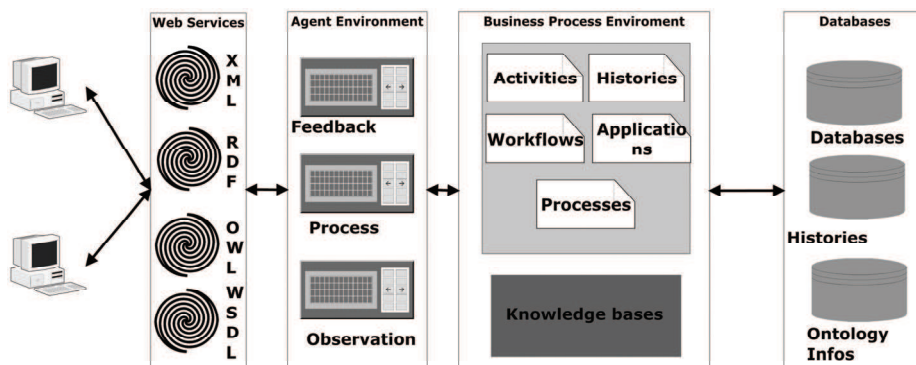 Web Services
Agent Environment
Business Process Enviroment
Databases
X
M
L
R
D
F
O
W
L
W
S
D
L
Feedback
Process
Observation
Activities
Histories
Workflows
Applicatio
ns
Processes
Knowledge bases
Databases
Histories
Ontology
Infos